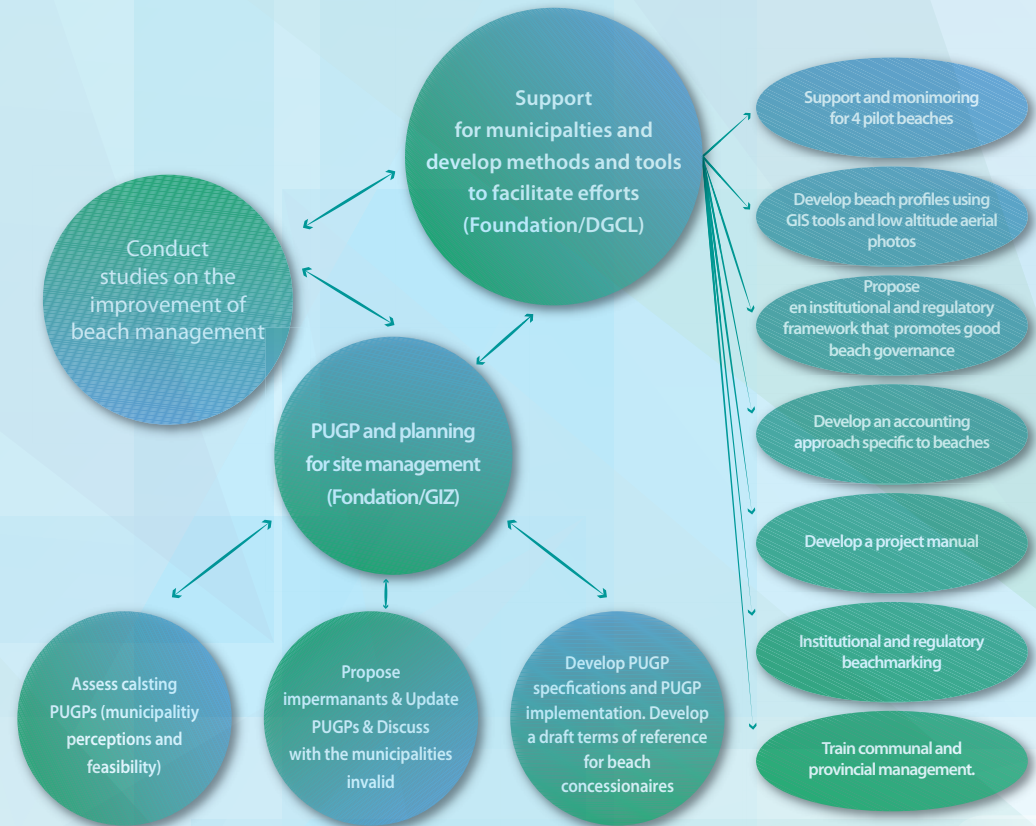 Support
for municipalties and
develop methods and tools
to facilitate efforts
(Foundation/DGCL)
Conduct
studies on the
improvement of
beach management
PUGP and planning
for site management
(Fondation/GIZ)
Assess calsting
PUGPs (municipalitiy
perceptions and
feasibility)
Propose
impermanants & Update
PUGPs & Discuss
with the municipalities
invalid
Develop PUGP
specfications and PUGP
implementation. Develop
a draft terms of reference
for beach
concessionaires
Support and monimoring
for 4 pilot beaches
Develop beach profiles using
GIS tools and low altitude aerial
photos
Propose
en institutional and regulatory
framework that promotes good
beach governance
Develop an accounting
approach specific to beaches
Develop a project manual
Institutional and regulatory
beachmarking
Train communal and
provincial management.